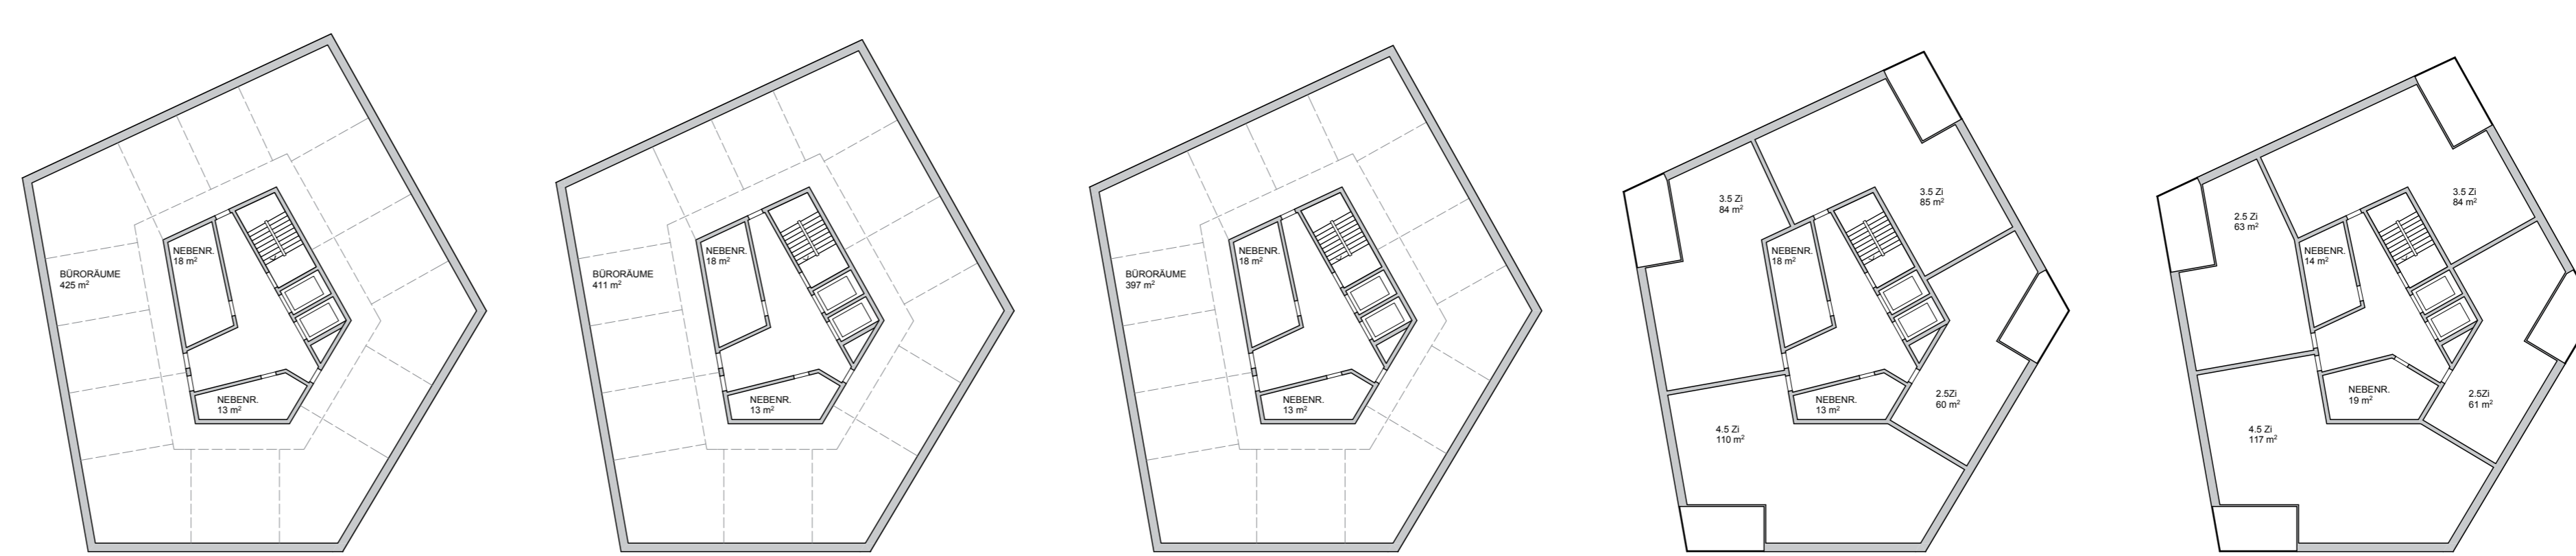 NEBENR.
18 m²
BÜRORÄUME
425 m²
NEBENR.
13 m²
NEBENR.
18 m²
BÜRORÄUME
411 m²
NEBENR.
13 m²
NEBENR.
18 m²
BÜRORÄUME
397 m²
NEBENR.
13 m²
3.5 Zi
84 m²
3.5 Zi
85 m²
NEBENR.
18 m²
NEBENR.
13 m²
2.5Zi
60 m²
4.5 Zi
110 m²
2.5 Zi
63 m²
3.5 Zi
84 m²
NEBENR.
14 m²
NEBENR.
19 m²
2.5Zi
61 m²
4.5 Zi
117 m²